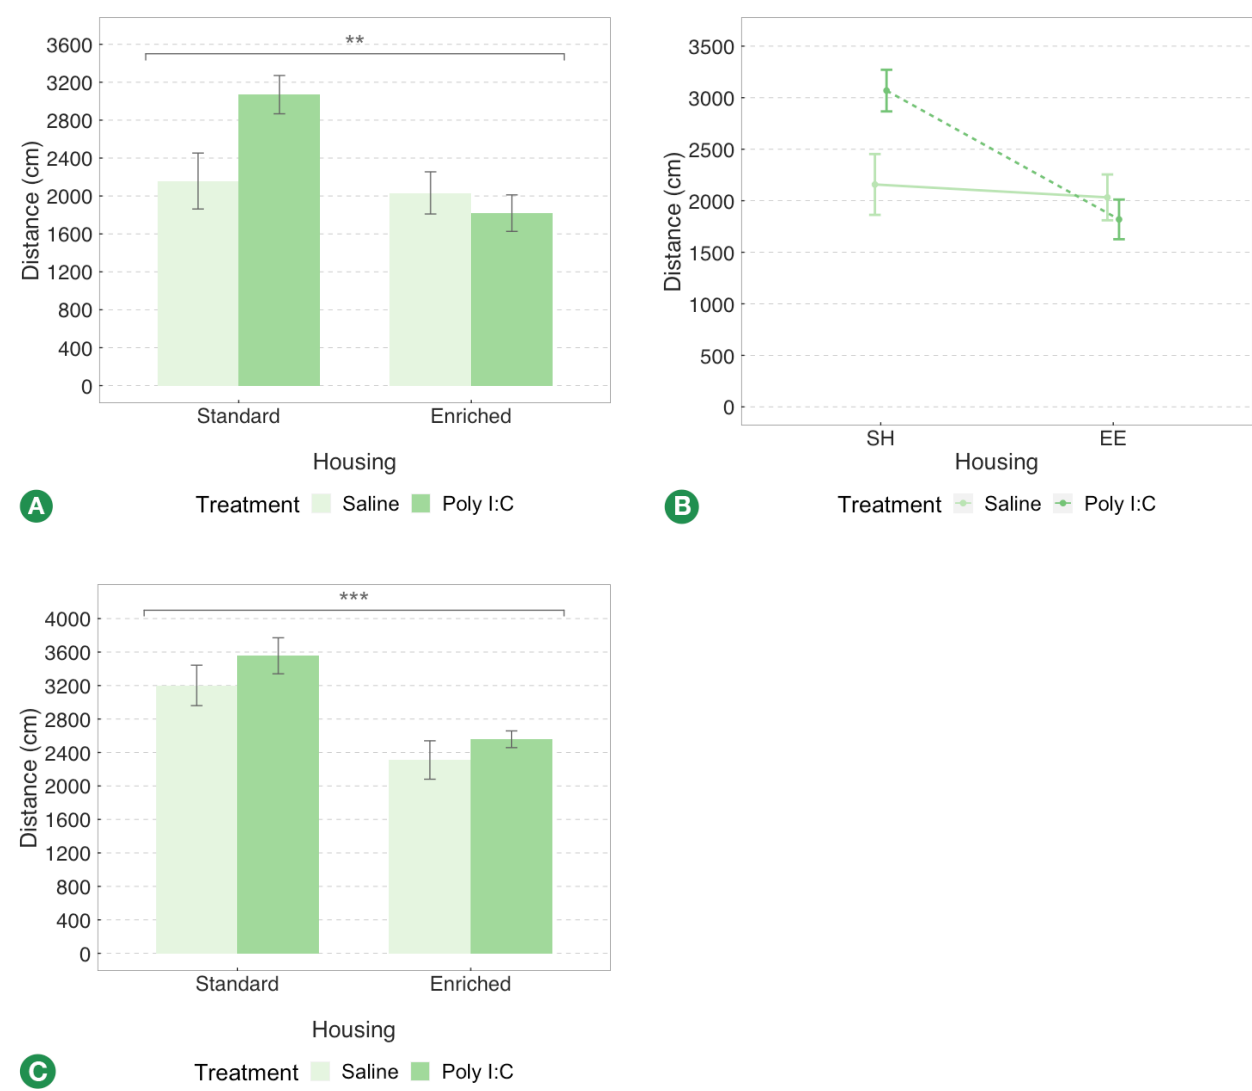 **
3600
3200
2800
2400
2000
1600
1200
800
400
0
Distance (cm)
Standard Enriched
Housing
A Treatment Saline Poly I:C
3500
3000
2500
2000
1500
1000
500
0
Distance (cm)
SH EE
Housing
B Treatment Saline Poly I:C
***
4000
3600
3200
2800
2400
2000
1600
1200
800
400
0
Distance (cm)
Standard Enriched
Housing
C Treatment Saline Poly I:C